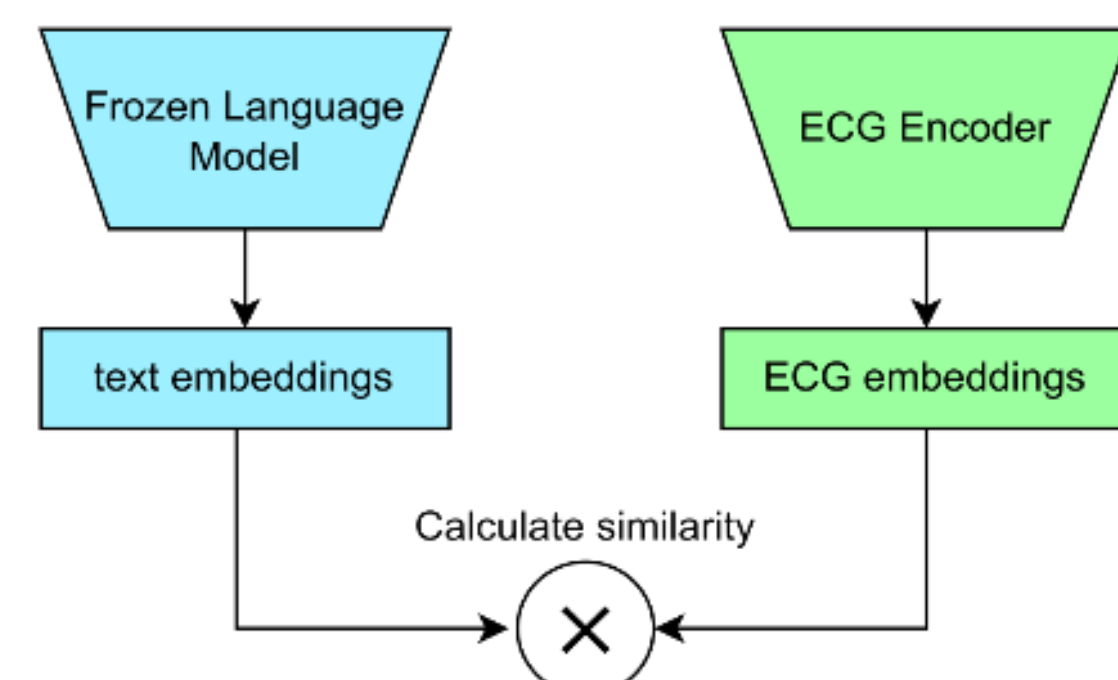 Frozen Language
Model
ECG Encoder
text embeddings
ECG embeddings
Calculate similarity